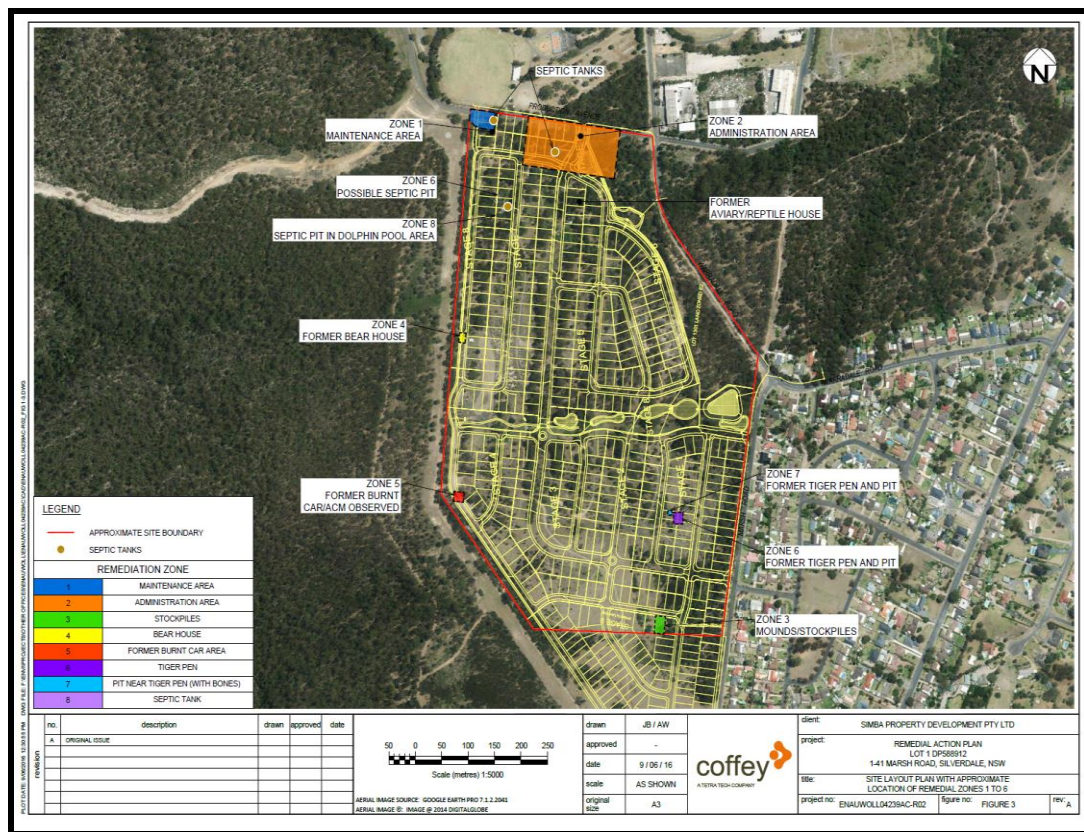 SEPTIC TANKS
N
ZONE 1
MAINTENANCE AREA
ZONE 2
ADMINISTRATION AREA
ZONE 6
POSSIBLE SEPTIC PIT
FORMER
AVIARY/REPTILE HOUSE
ZONE 8
SEPTIC PIT IN DOLPHIN POOL AREA
ZONE 4
FORMER BEAR HOUSE
STAGE
STAGE
STAGE
STAGE
STAGE 3
STAGE
STAGE
ZONE 5
FORMER BURNT
CAR/ACM OBSERVED
ZONE 7
FORMER TIGER PEN AND PIT
ZONE 6
FORMER TIGER PEN AND PIT
ZONE 3
MOUNDS/STOCKPILES
LEGEND
APPROXIMATE SITE BOUNDARY
SEPTIC TANKS
REMEDIATION ZONE
1 MAINTENANCE AREA
2 ADMINISTRATION AREA
3 STOCKPILES
4 BEAR HOUSE
5 FORMER BURNT CAR AREA
6 TIGER PEN
7 PIT NEAR TIGER PEN (WITH BONES)
8 SEPTIC TANK
revision
no. description drawn approved date
A ORIGINAL ISSUE
50 0 50 100 150 200 250
Scale (metres) 1:5000
AERIAL IMAGE SOURCE: GOOGLE EARTH PRO 7.1.2.2041
AERIAL IMAGE ©: IMAGE @ 2014 DIGITALGLOBE
drawn JB / AW
approved -
date 9 / 06 / 16
scale AS SHOWN
original
size A3
coffey
A TETRA TECH COMPANY
client: SIMBA PROPERTY DEVELOPMENT PTY LTD
project: REMEDIAL ACTION PLAN
LOT 1 DP588912
1-41 MARSH ROAD, SILVERDALE, NSW
title: SITE LAYOUT PLAN WITH APPROXIMATE
LOCATION OF REMEDIAL ZONES 1 TO 6
project no: ENAUWOLL04239AC-R02 figure no: FIGURE 3 rev: A